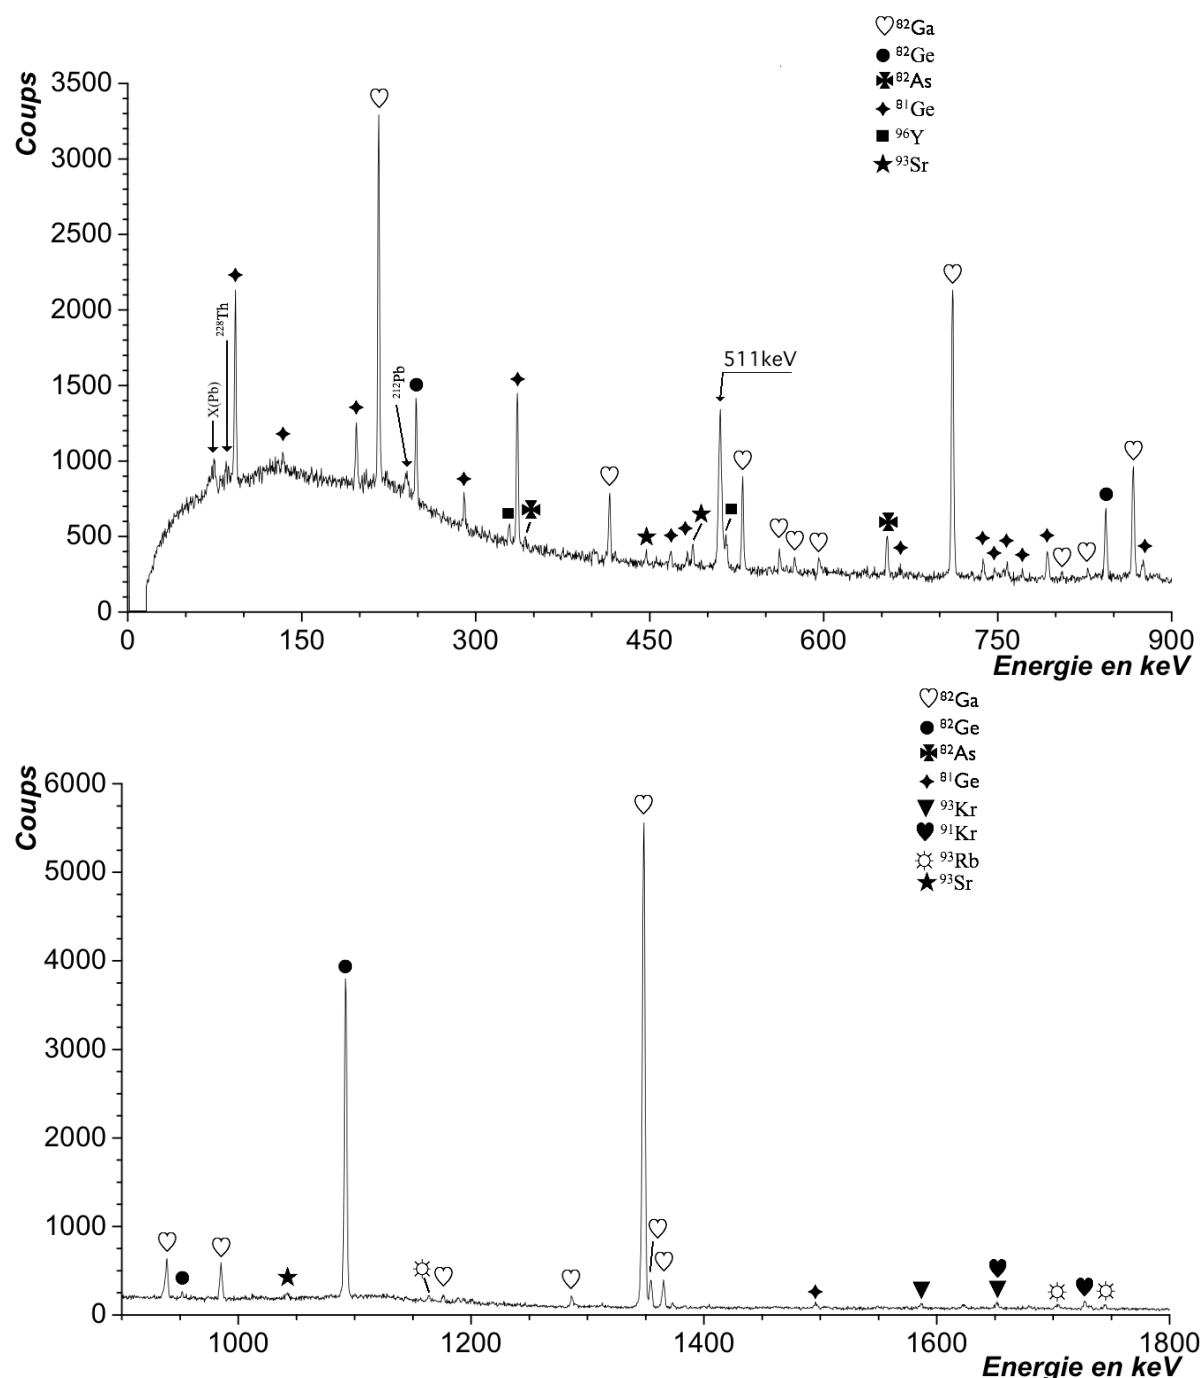 ⁸²Ga
⁸²Ge
⁸²As
⁸¹Ge
⁹⁶Y
⁹³Sr
Coups
3500
3000
2500
2000
1500
1000
500
0
X(Pb)
²²⁸Th
²¹²Pb
511keV
0 150 300 450 600 750 900
Energie en keV
⁸²Ga
⁸²Ge
⁸²As
⁸¹Ge
⁹³Kr
⁹¹Kr
⁹³Rb
⁹³Sr
Coups
6000
5000
4000
3000
2000
1000
0
1000 1200 1400 1600 1800
Energie en keV